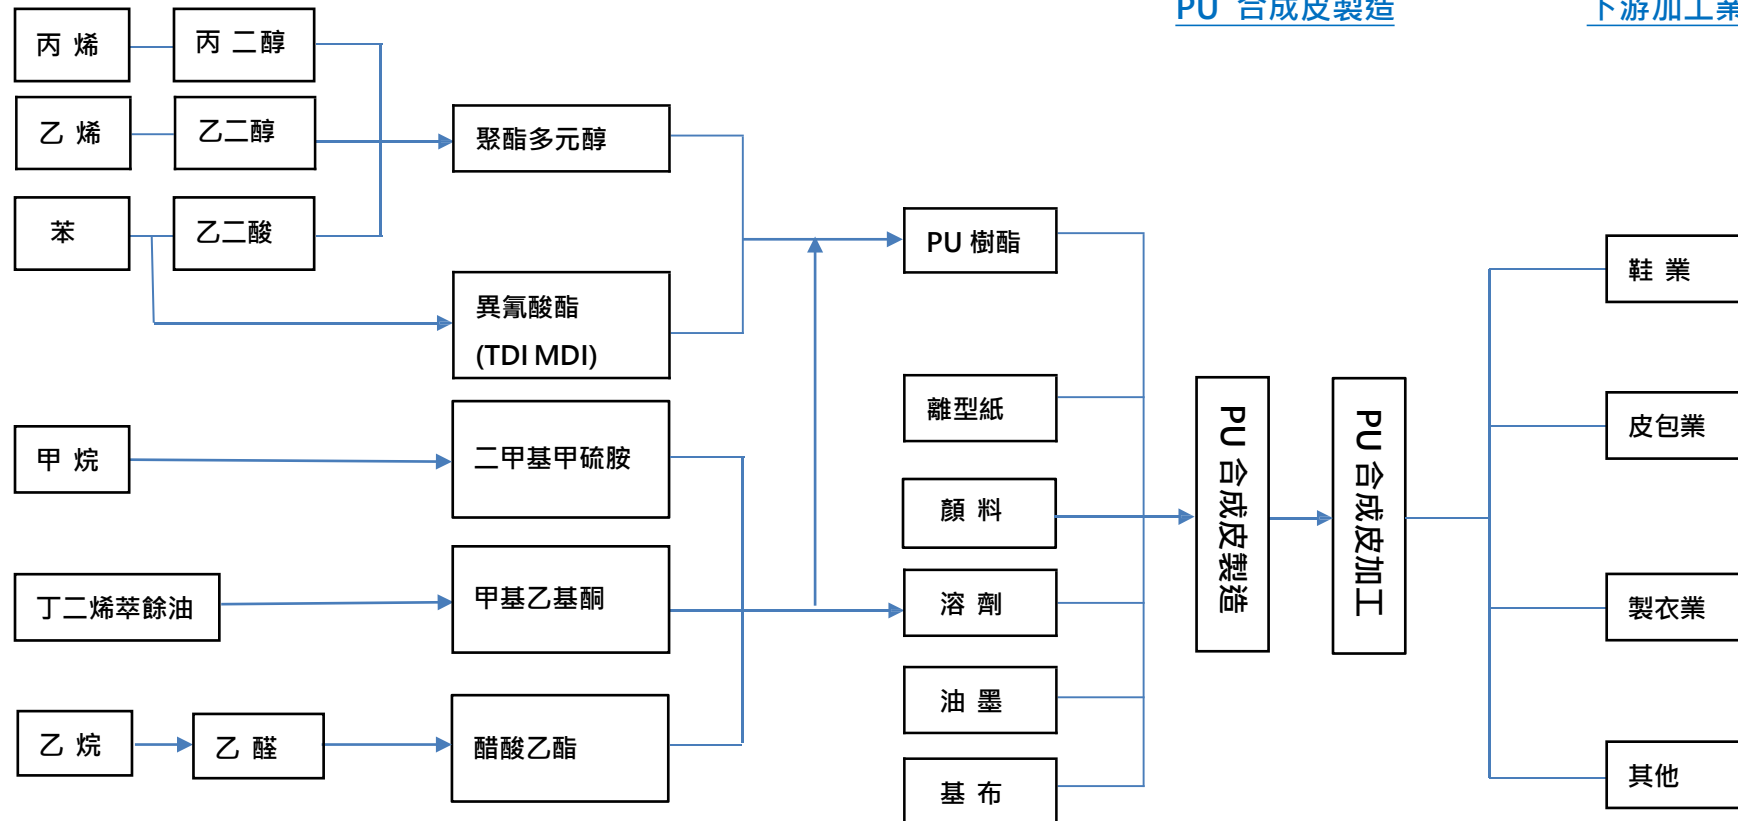 PU 合成皮製造
下游加工業
丙 烯
丙 二醇
乙 烯
乙二醇
苯
乙二酸
聚酯多元醇
異氰酸酯
(TDI MDI)
甲 烷
二甲基甲硫胺
丁二烯萃餘油
甲基乙基酮
乙 烷
乙 醛
醋酸乙酯
PU 樹酯
離型紙
顏 料
溶 劑
油 墨
基 布
PU 合成皮製造
PU 合成皮加工
鞋 業
皮包業
製衣業
其他